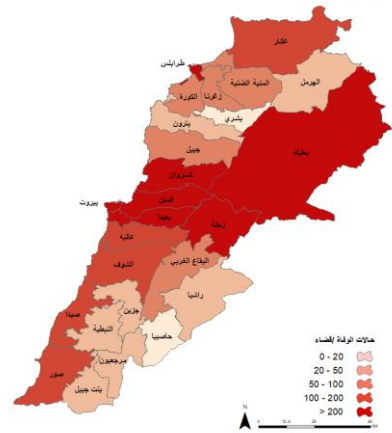 عكار
طرابلس
المنية الضنية
الهرمل
زغرتا
الكورة
بشري
بترون
بعلبك
جبيل
كسروان
المتن
بيروت
بعبدا
زحلة
عاليه
الشوف
البقاع الغربي
راشيا
جزين
صيدا
النبطية
حاصبيا
مرجعيون
صور
بنت جبيل
حالات الوفاة /قضاء
0 - 20
20 - 50
50 - 100
100 - 200
> 200
N